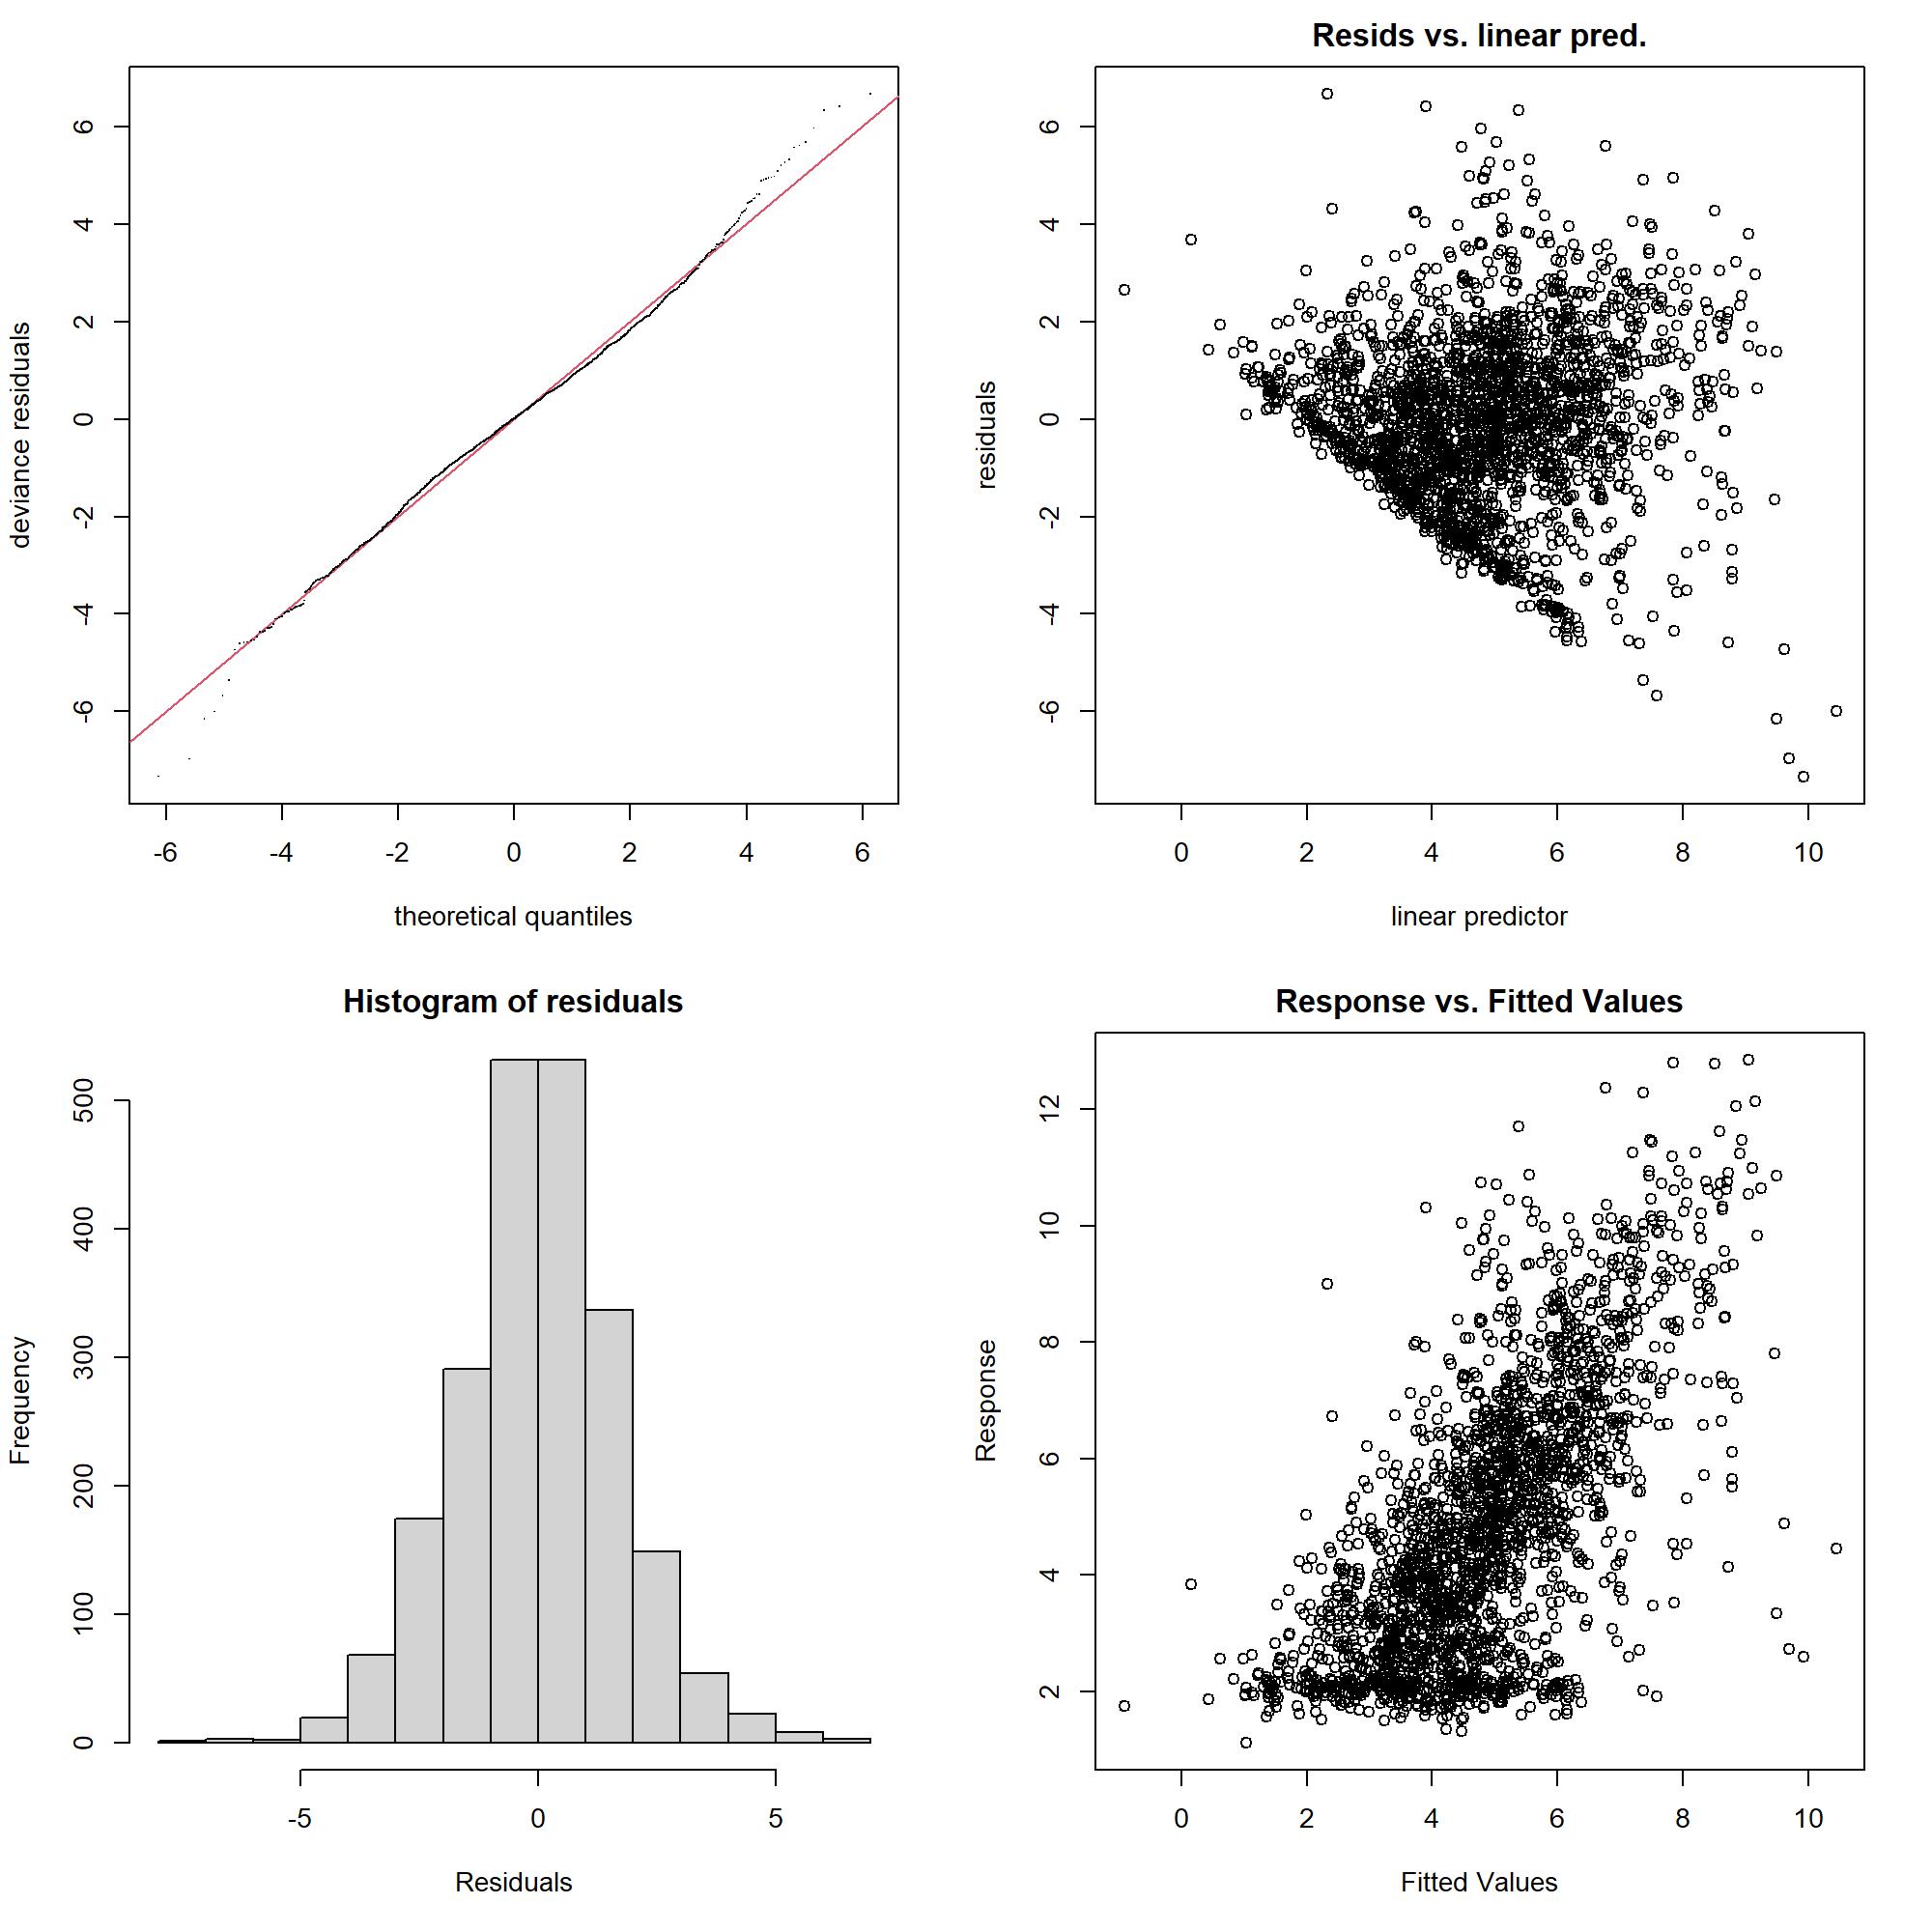 deviance residuals
6
4
2
0
-2
-4
-6
-6 -4 -2 0 2 4 6
theoretical quantiles
Resids vs. linear pred.
residuals
6
4
2
0
-2
-4
-6
0 2 4 6 8 10
linear predictor
Histogram of residuals
Frequency
500
400
300
200
100
0
-5 0 5
Residuals
Response vs. Fitted Values
Response
12
10
8
6
4
2
0 2 4 6 8 10
Fitted Values